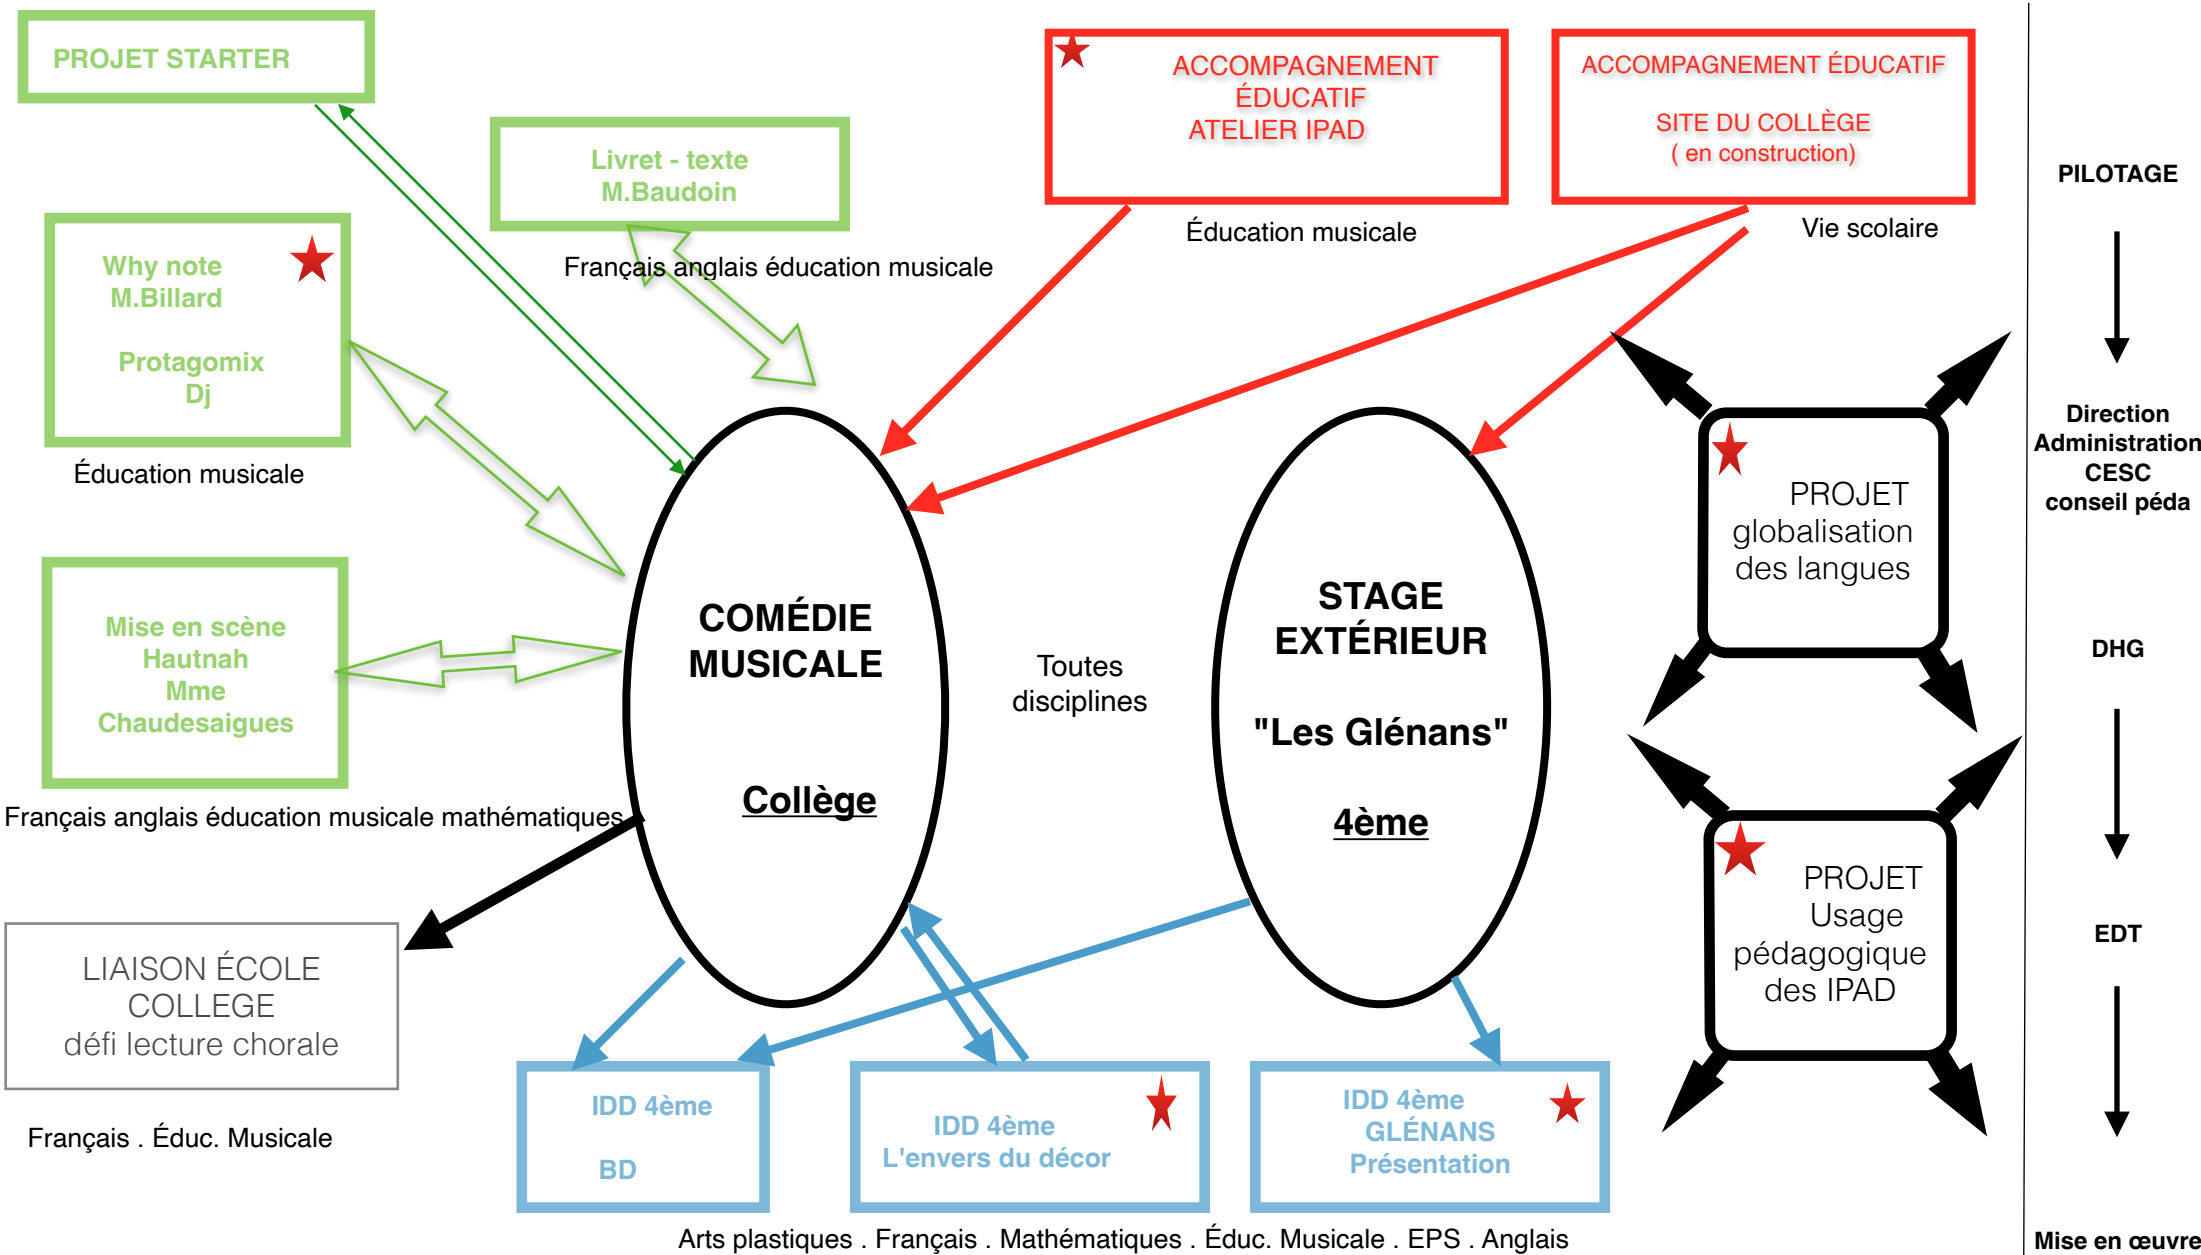 PROJET STARTER
Livret - texte
M.Baudoin
Français anglais éducation musicale
ACCOMPAGNEMENT
ÉDUCATIF
ATELIER IPAD
Éducation musicale
ACCOMPAGNEMENT ÉDUCATIF
SITE DU COLLÈGE
( en construction)
Vie scolaire
Why note
M.Billard
Protagomix
Dj
Éducation musicale
Mise en scène
Hautnah
Mme
Chaudesaigues
Français anglais éducation musicale mathématiques
COMÉDIE
MUSICALE
Collège
Toutes
disciplines
STAGE
EXTÉRIEUR
"Les Glénans"
4ème
PROJET
globalisation
des langues
PROJET
Usage
pédagogique
des IPAD
LIAISON ÉCOLE
COLLEGE
défi lecture chorale
Français . Éduc. Musicale
IDD 4ème
BD
IDD 4ème
L'envers du décor
IDD 4ème
GLÉNANS
Présentation
Arts plastiques . Français . Mathématiques . Éduc. Musicale . EPS . Anglais
PILOTAGE
Direction
Administration
CESC
conseil péda
DHG
EDT
Mise en œuvre